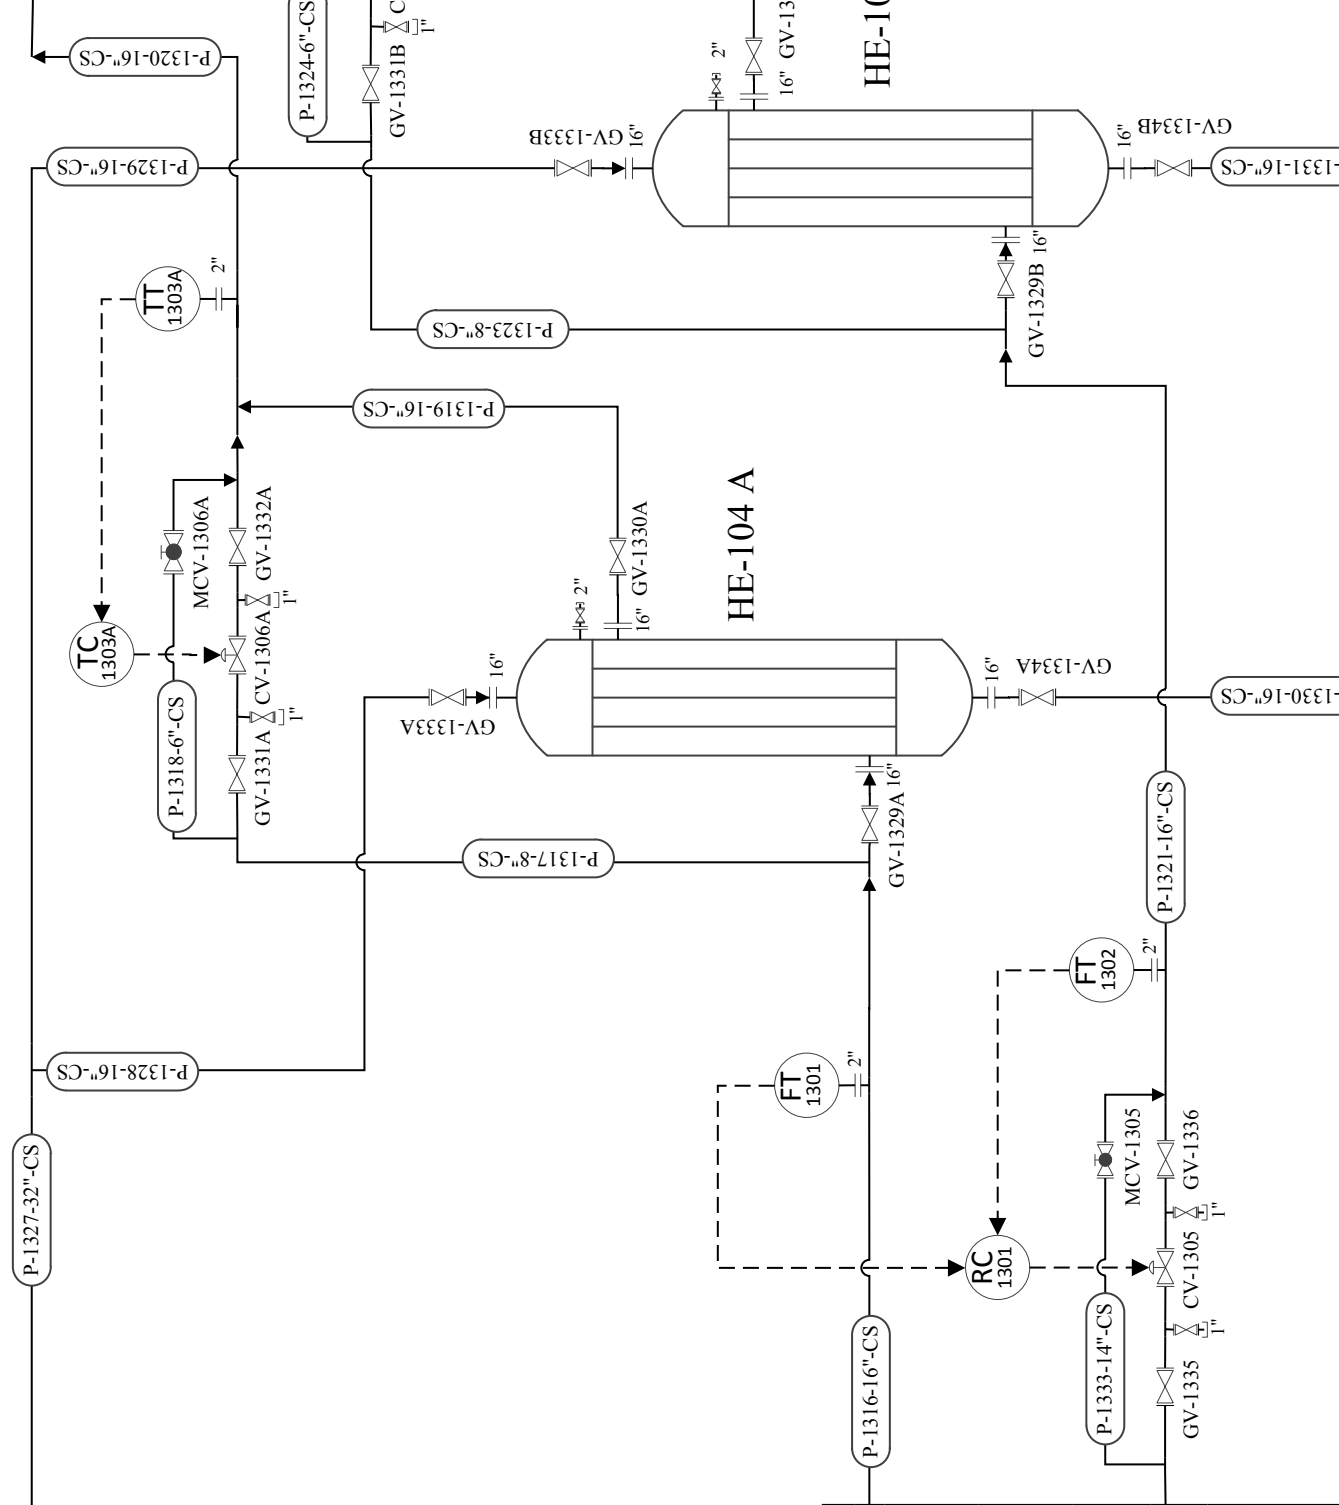 P-1320-16"-CS
P-1324-6"-CS
C
1"
GV-1331B
2"
GV-13
16"
HE-10
P-1329-16"-CS
GV-1333B
16"
16"
GV-1334B
-1331-16"-CS
TT
1303A
2"
P-1323-8"-CS
16"
GV-1329B
P-1319-16"-CS
MCV-1306A
GV-1332A
GV-1330A
HE-104 A
TC
1303A
1"
CV-1306A
2"
16"
P-1318-6"-CS
1"
GV-1331A
16"
GV-1333A
16"
GV-1334A
-1330-16"-CS
16"
GV-1329A
P-1317-8"-CS
P-1321-16"-CS
FT
1302
2"
P-1328-16"-CS
FT
1301
2"
P-1327-32"-CS
MCV-1305
GV-1336
1"
RC
1301
CV-1305
1"
P-1316-16"-CS
P-1333-14"-CS
GV-1335